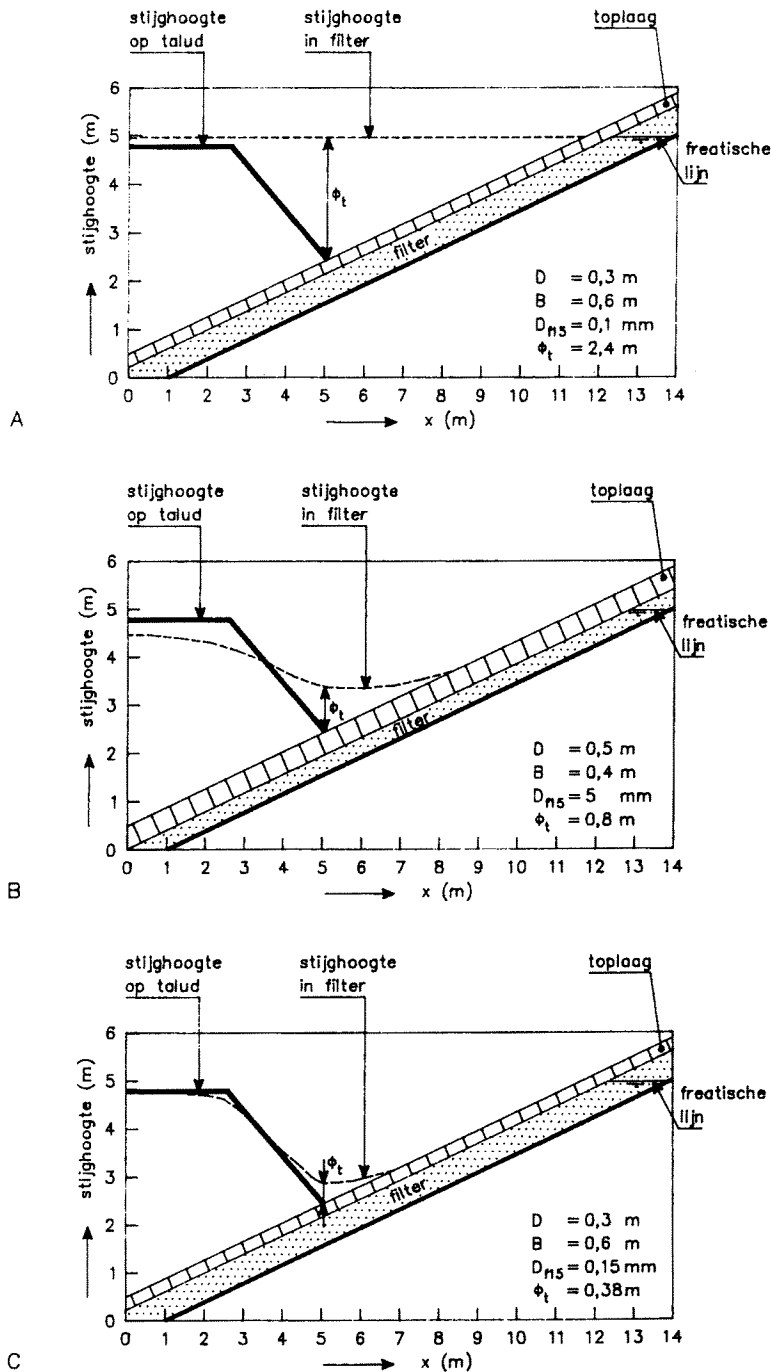 stijghoogte
op talud
stijghoogte
in filter
toplaag
stijghoogte (m)
6
5
4
3
2
1
0
ϕt
freatische
lijn
filter
D = 0,3 m
B = 0,6 m
Df15 = 0,1 mm
ϕt = 2,4 m
0 1 2 3 4 5 6 7 8 9 10 11 12 13 14
x (m)
A
stijghoogte
op talud
stijghoogte
in filter
toplaag
stijghoogte (m)
6
5
4
3
2
1
0
ϕt
freatische
lijn
filter
D = 0,5 m
B = 0,4 m
Df15 = 5 mm
ϕt = 0,8 m
0 1 2 3 4 5 6 7 8 9 10 11 12 13 14
x (m)
B
stijghoogte
op talud
stijghoogte
in filter
toplaag
stijghoogte (m)
6
5
4
3
2
1
0
ϕt
freatische
lijn
filter
D = 0,3 m
B = 0,6 m
Df15 = 0,15 mm
ϕt = 0,38m
0 1 2 3 4 5 6 7 8 9 10 11 12 13 14
x (m)
C